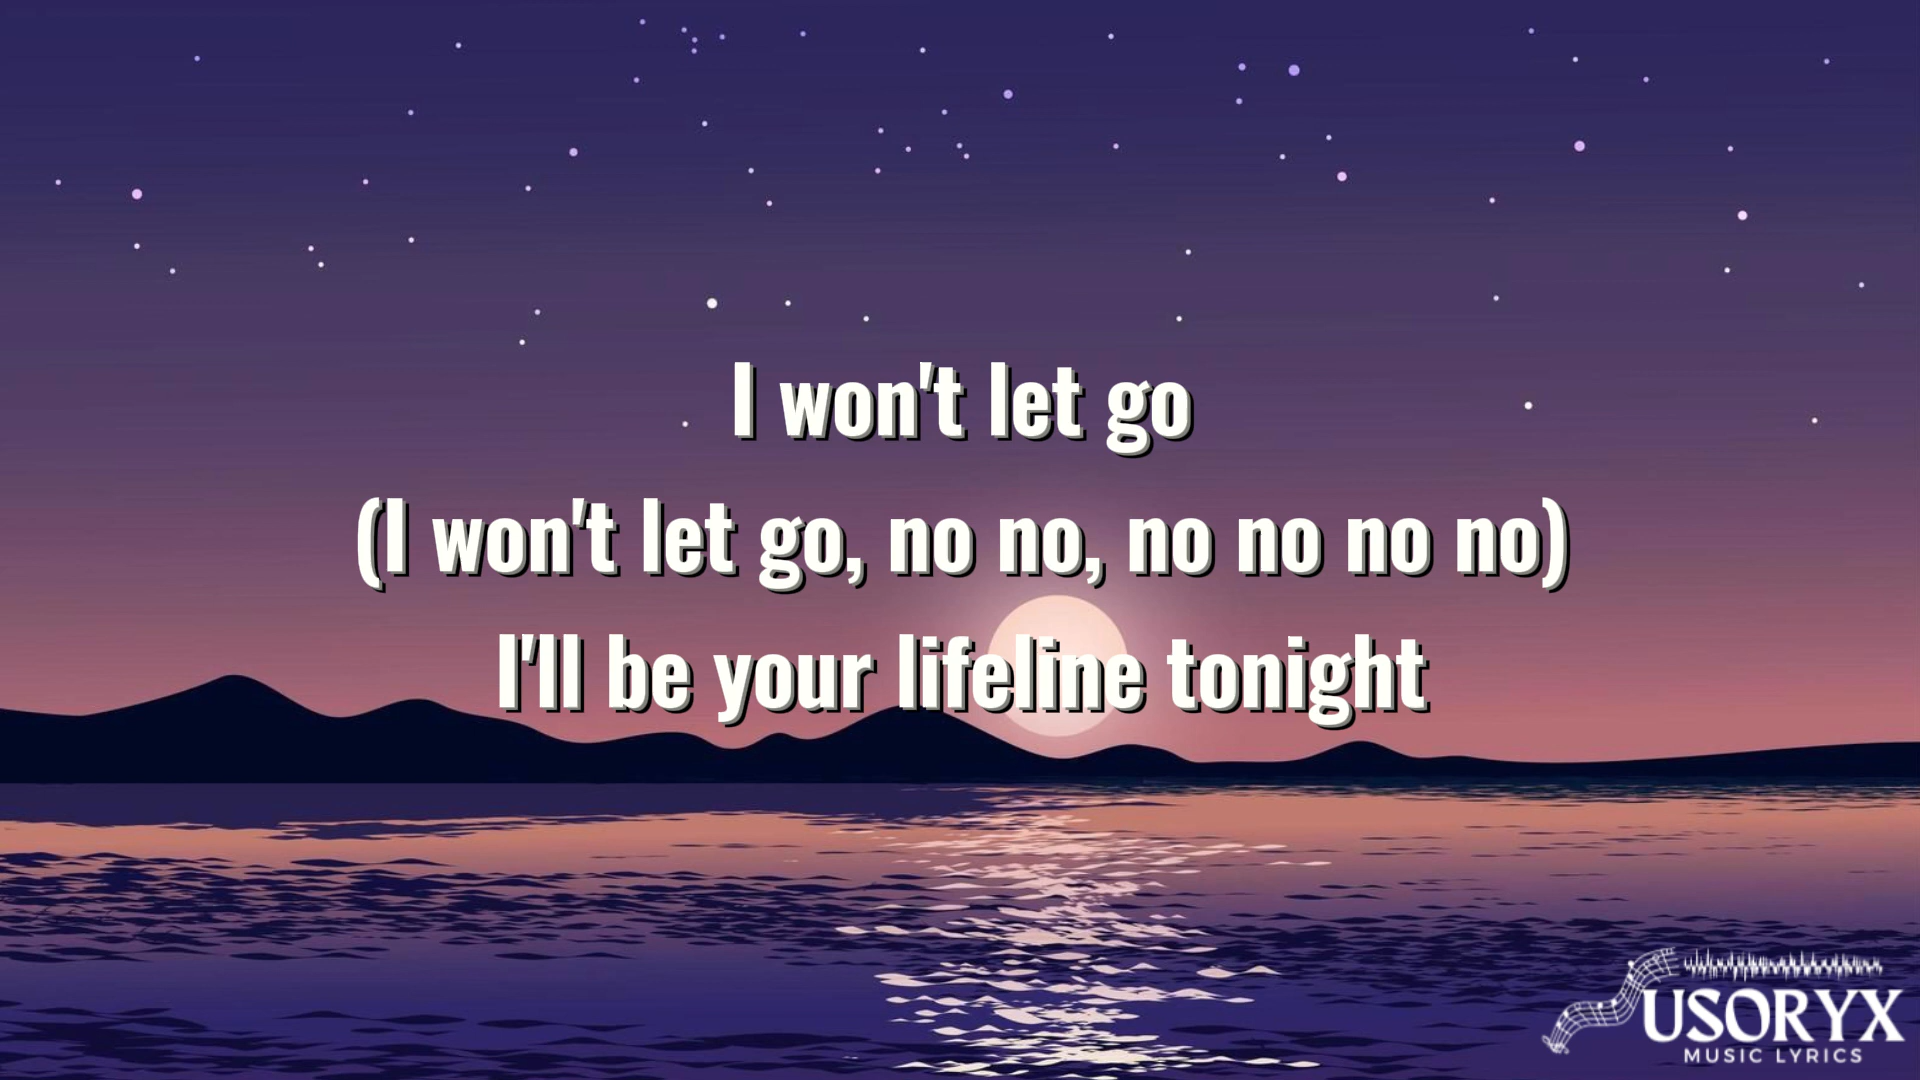 I won't let go
(I won't let go, no no, no no no no)
I'll be your lifeline tonight
USORYX
MUSIC LYRICS